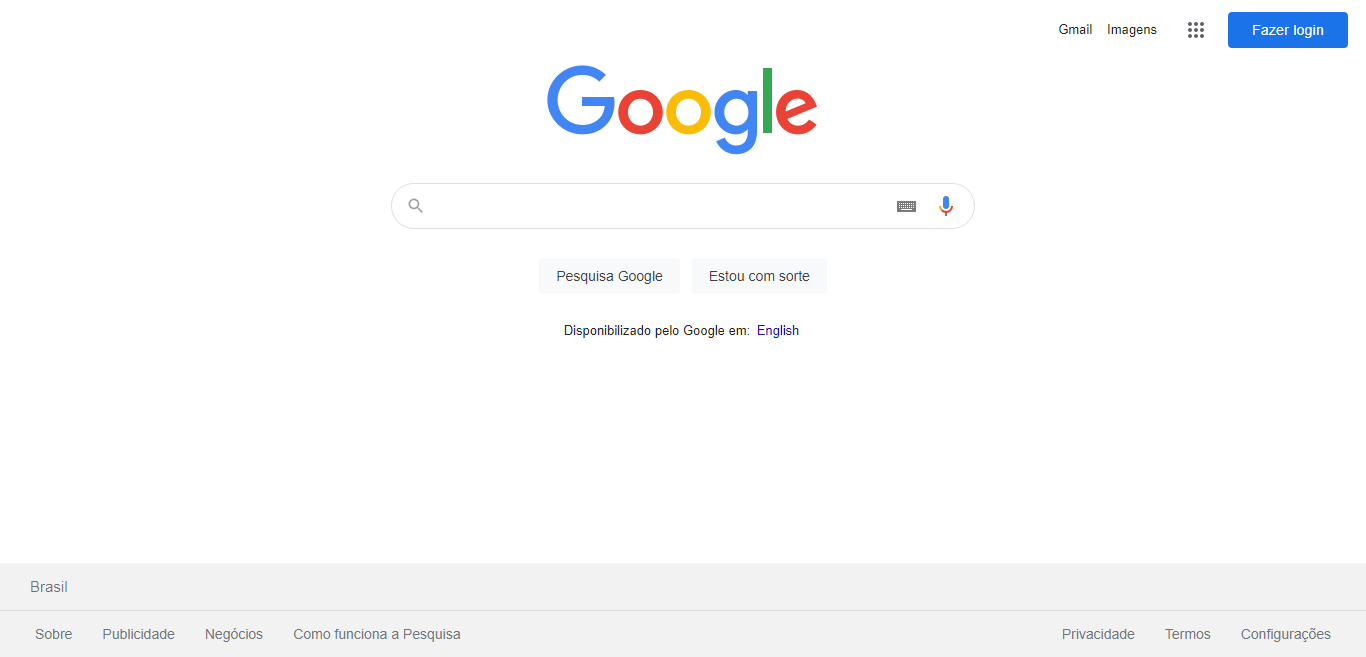 Gmail Imagens Fazer login
Google
Pesquisa Google Estou com sorte
Disponibilizado pelo Google em: English
Brasil
Sobre Publicidade Negócios Como funciona a Pesquisa Privacidade Termos Configurações